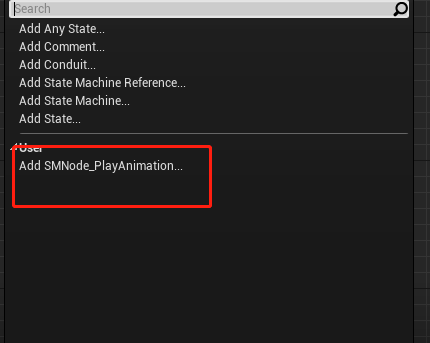 Search
Add Any State...
Add Comment...
Add Conduit...
Add State Machine Reference...
Add State Machine...
Add State...
User
Add SMNode_PlayAnimation...